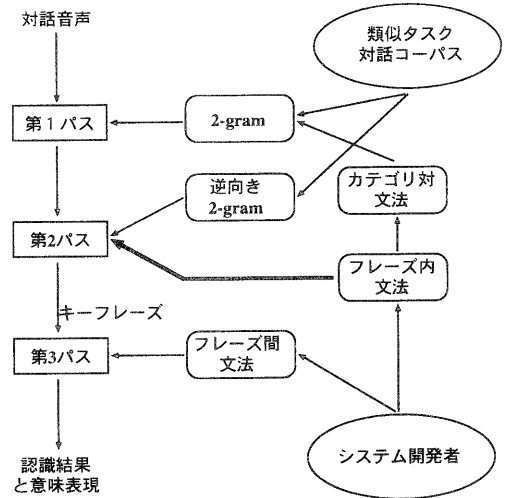 対話音声
類似タスク
対話コーパス
第１パス
2-gram
逆向き
2-gram
カテゴリ対
文法
第2パス
フレーズ内
文法
キーフレーズ
第3パス
フレーズ間
文法
認識結果
と意味表現
システム開発者